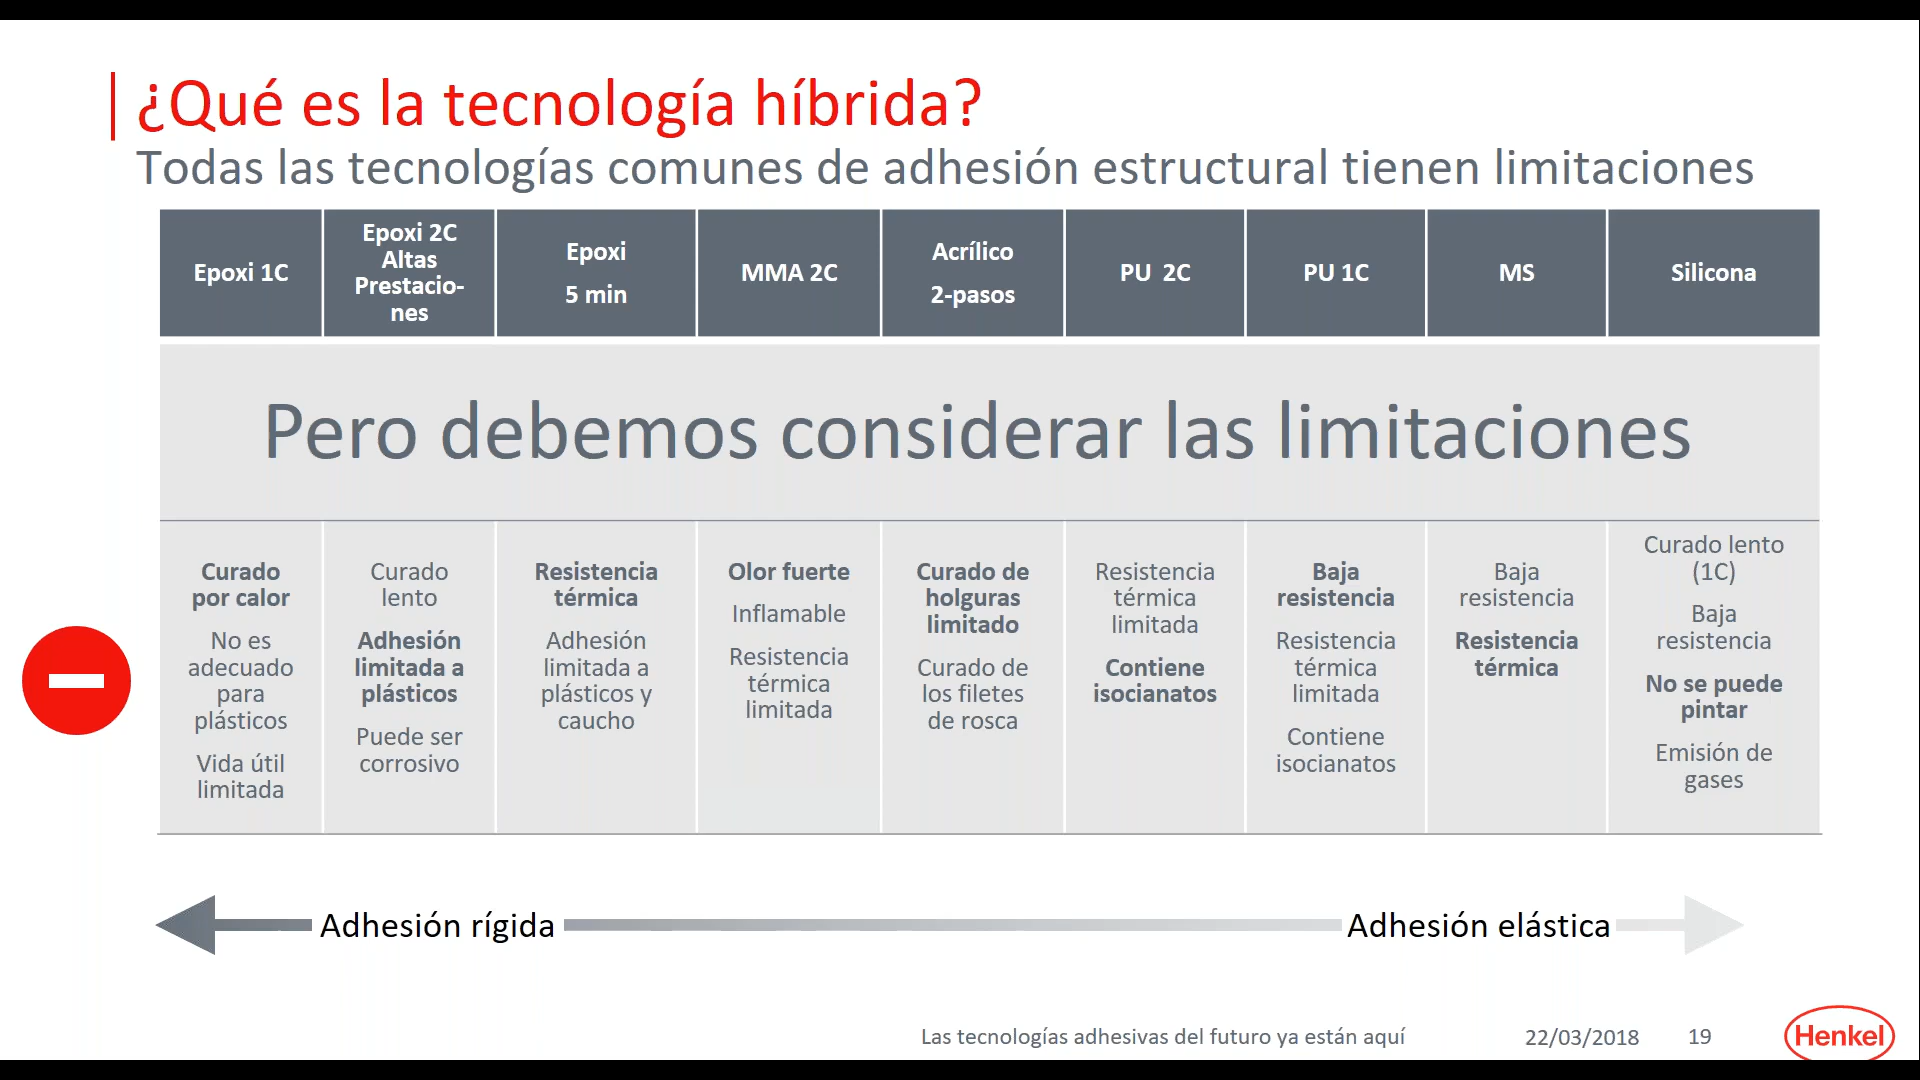 ¿Qué es la tecnología híbrida?
Todas las tecnologías comunes de adhesión estructural tienen limitaciones
Epoxi 1C
Epoxi 2C
Altas
Prestacio-
nes
Epoxi
5 min
MMA 2C
Acrílico
2-pasos
PU 2C
PU 1C
MS
Silicona
Pero debemos considerar las limitaciones
Curado
por calor
No es
adecuado
para
plásticos
Vida útil
limitada
Curado
lento
Adhesión
limitada a
plásticos
Puede ser
corrosivo
Resistencia
térmica
Adhesión
limitada a
plásticos y
caucho
Olor fuerte
Inflamable
Resistencia
térmica
limitada
Curado de
holguras
limitado
Curado de
los filetes
de rosca
Resistencia
térmica
limitada
Contiene
isocianatos
Baja
resistencia
Resistencia
térmica
limitada
Contiene
isocianatos
Baja
resistencia
Resistencia
térmica
Curado lento
(1C)
Baja
resistencia
No se puede
pintar
Emisión de
gases
Adhesión rígida
Adhesión elástica
Las tecnologías adhesivas del futuro ya están aquí
22/03/2018
19
Henkel